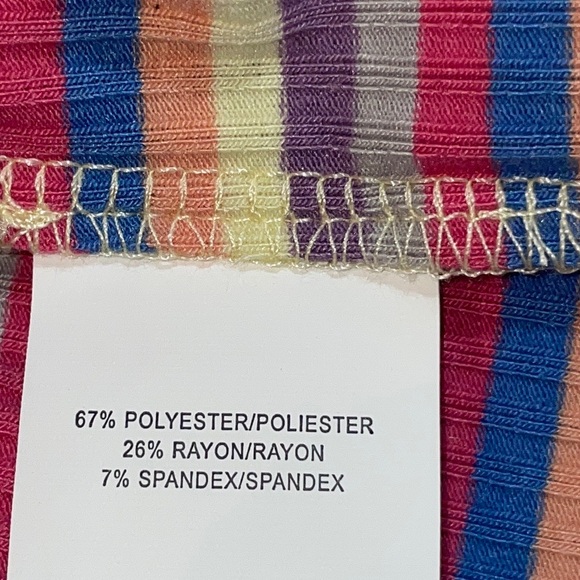 67% POLYESTER/POLIESTER
26% RAYON/RAYON
7% SPANDEX/SPANDEX